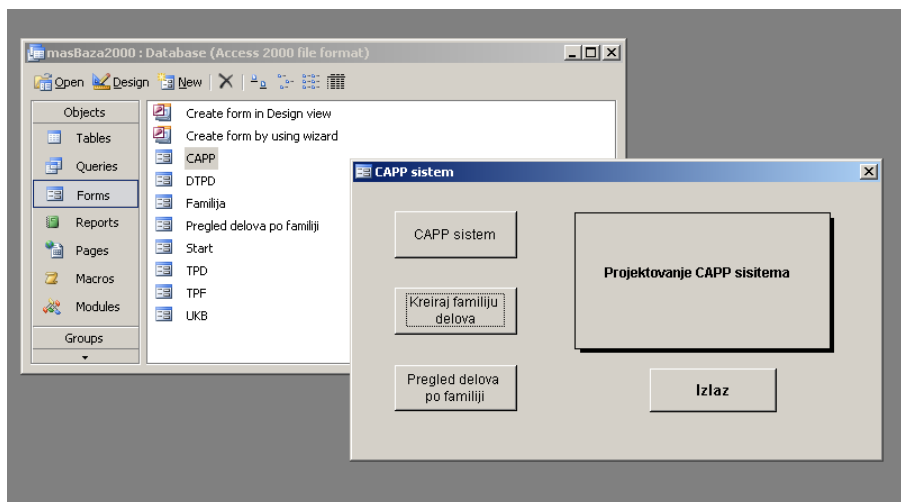 masBaza2000 : Database (Access 2000 file format)
Open Design New
Objects
Tables
Queries
Forms
Reports
Pages
Macros
Modules
Groups
Create form in Design view
Create form by using wizard
CAPP
DTPD
Familija
Pregled delova po familiji
Start
TPD
TPF
UKB
CAPP sistem
CAPP sistem
Kreiraj familiju
delova
Pregled delova
po familiji
Projektovanje CAPP sisitema
Izlaz